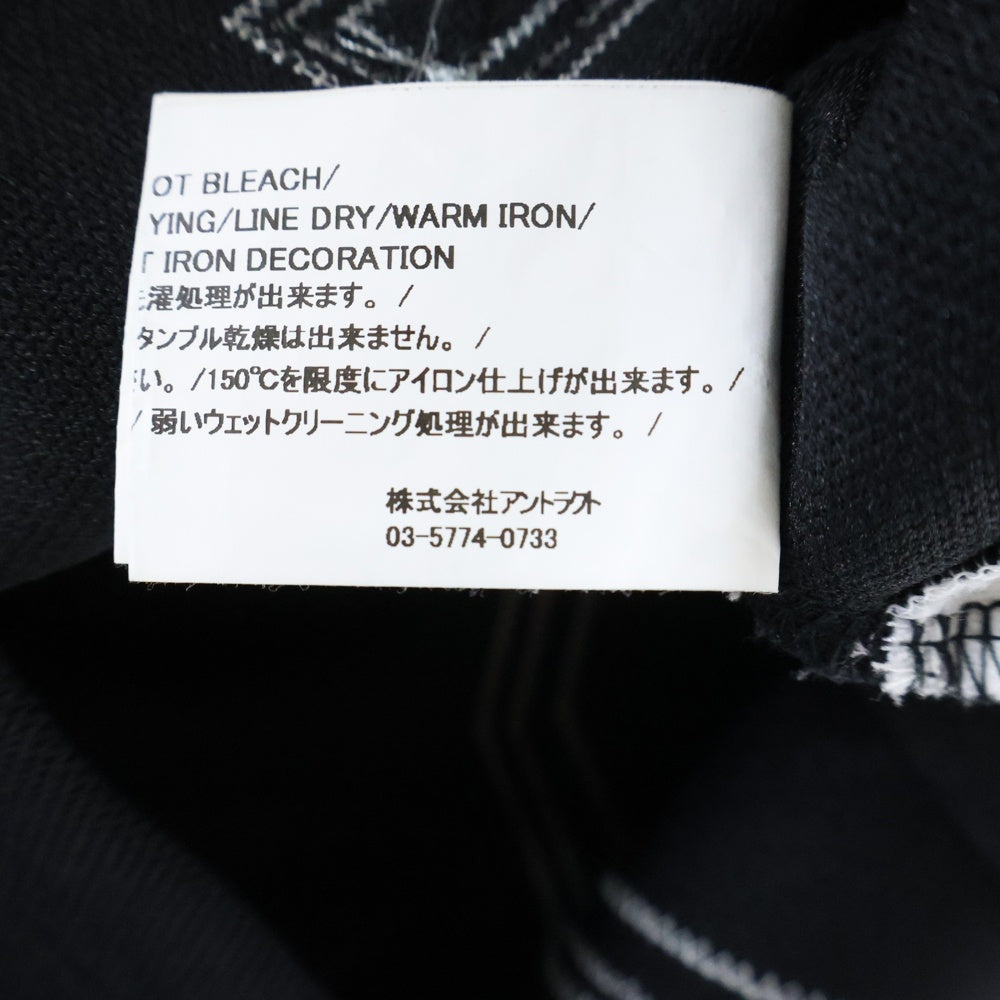 OT BLEACH/
YING/LINE DRY/WARM IRON/
T IRON DECORATION
濯処理が出来ます。 /
タンブル乾燥は出来ません。 /
い。 /150℃を限度にアイロン仕上げが出来ます。 /
/ 弱いウェットクリーニング処理が出来ます。 /
株式会社アントラクト
03-5774-0733